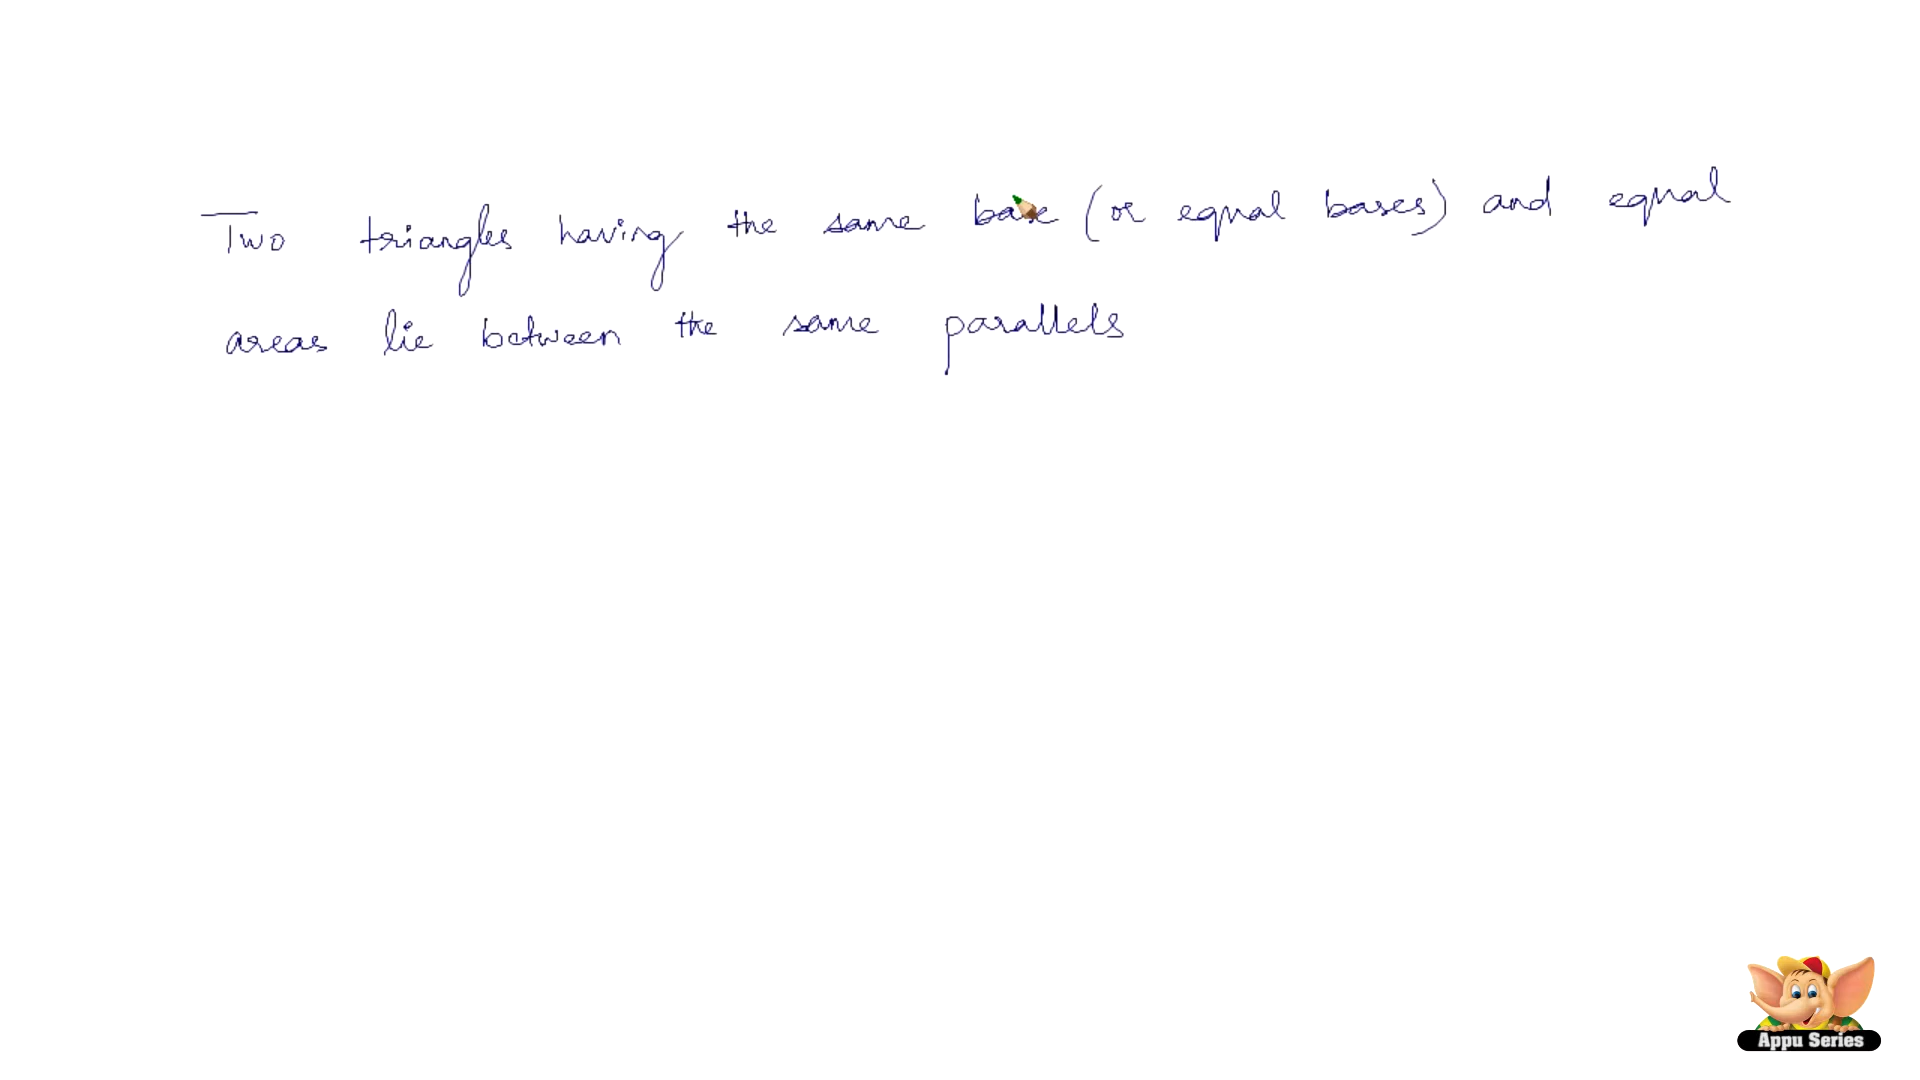 Two triangles having the same base (or equal bases) and equal
areas lie between the same parallels
Appu Series